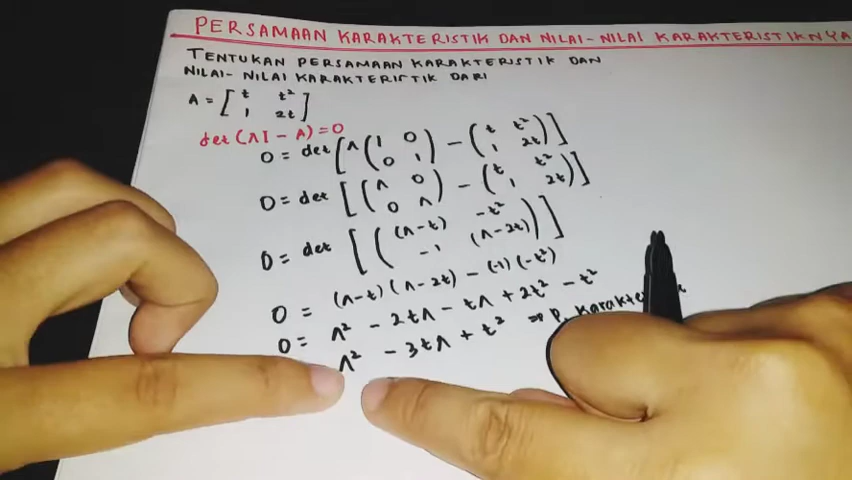 PERSAMAAN KARAKTERISTIK DAN NILAI-NILAI KARAKTERISTIKNYA
TENTUKAN PERSAMAAN KARAKTERISTIK DAN
NILAI-NILAI KARAKTERISTIK DARI
A = [t t²
1 2t]
det(λI - A) = 0
0 = det [λ(1 0
0 1) - (t t²
1 2t)]
0 = det [(λ 0
0 λ) - (t t²
1 2t)]
0 = det [((λ-t) -t²
-1 (λ-2t))]
0 = (λ-t)(λ-2t) - (-1)(-t²)
0 = λ² - 2tλ - tλ + 2t² - t²
λ² - 3tλ + t² ⇒ P.